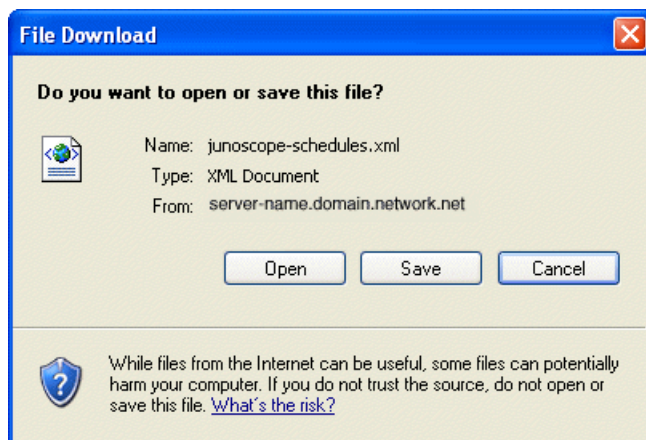 File Download
Do you want to open or save this file?
Name: junoscope-schedules.xml
Type: XML Document
From: server-name.domain.network.net
Open Save Cancel
While files from the Internet can be useful, some files can potentially
harm your computer. If you do not trust the source, do not open or
save this file. What's the risk?